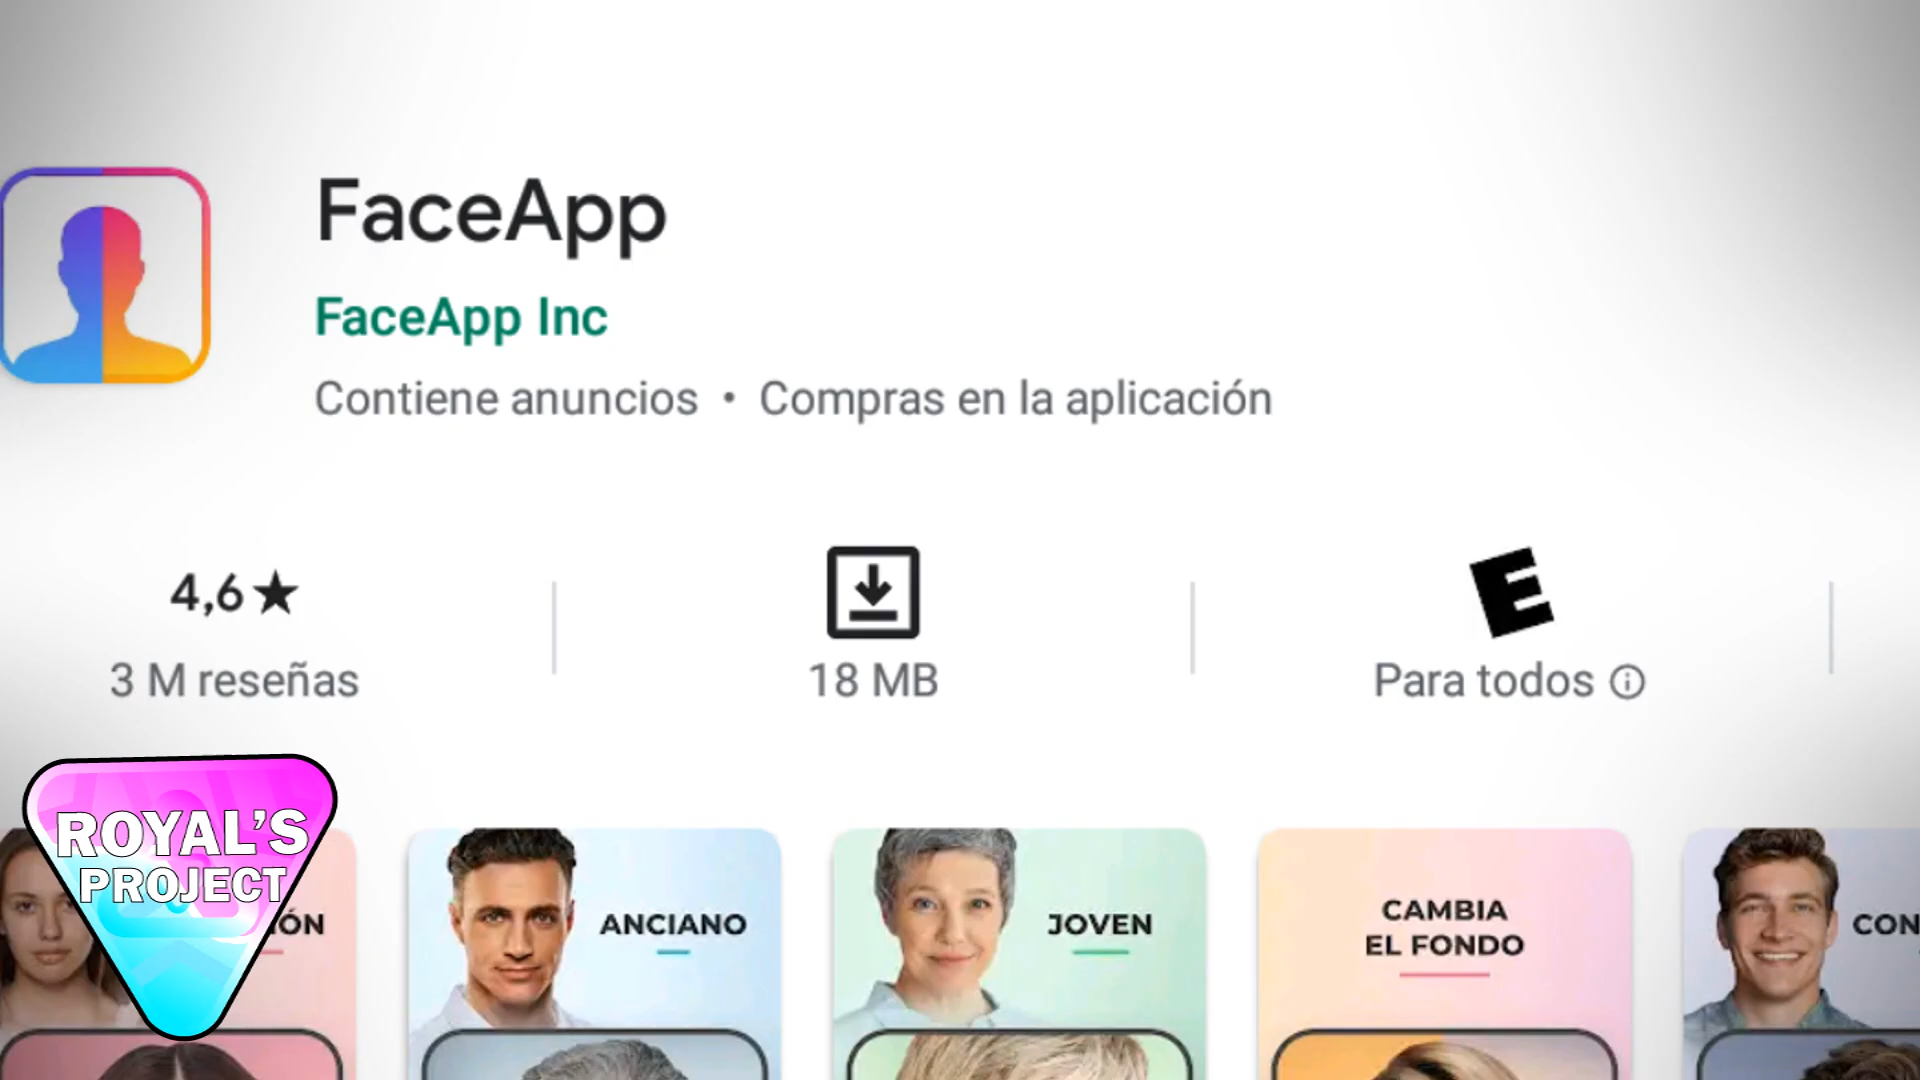 FaceApp
FaceApp Inc
Contiene anuncios • Compras en la aplicación
4,6★
3 M reseñas
18 MB
E
Para todos
ROYAL'S
PROJECT
ANCIANO
JOVEN
CAMBIA
EL FONDO